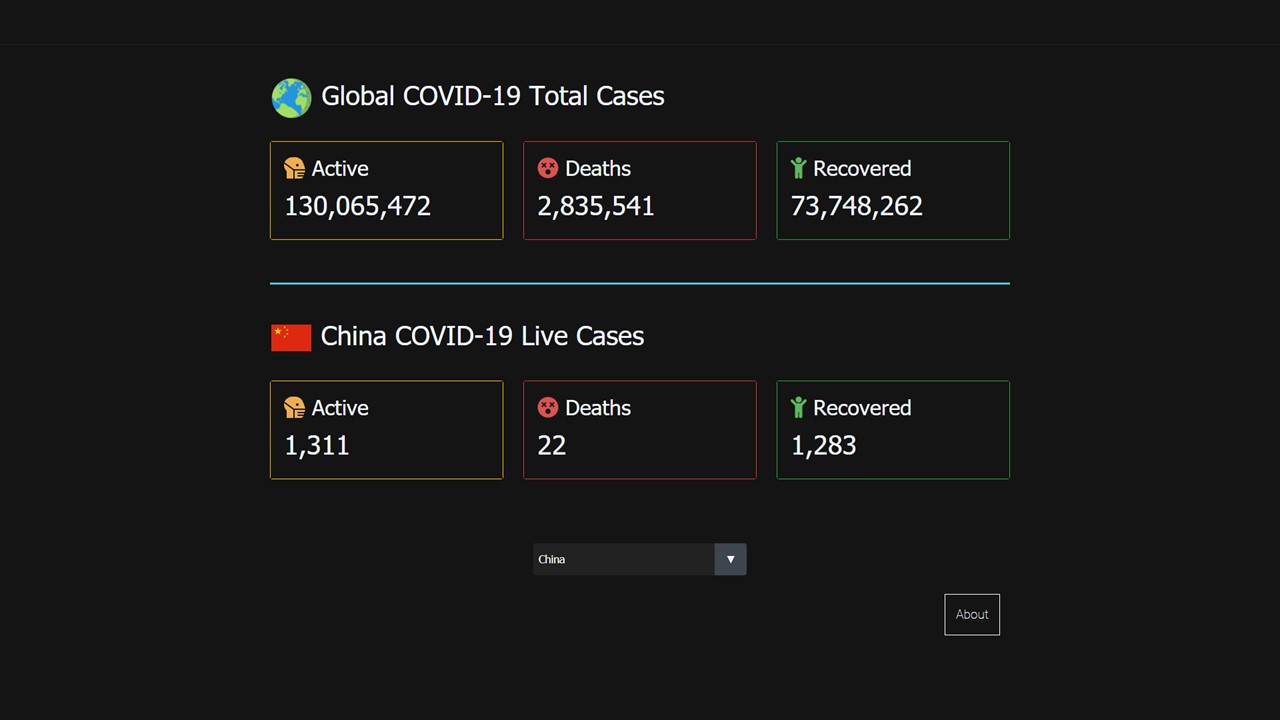 Global COVID-19 Total Cases
Active
Deaths
Recovered
130,065,472
2,835,541
73,748,262
China COVID-19 Live Cases
Active
Deaths
Recovered
1,311
22
1,283
China
About